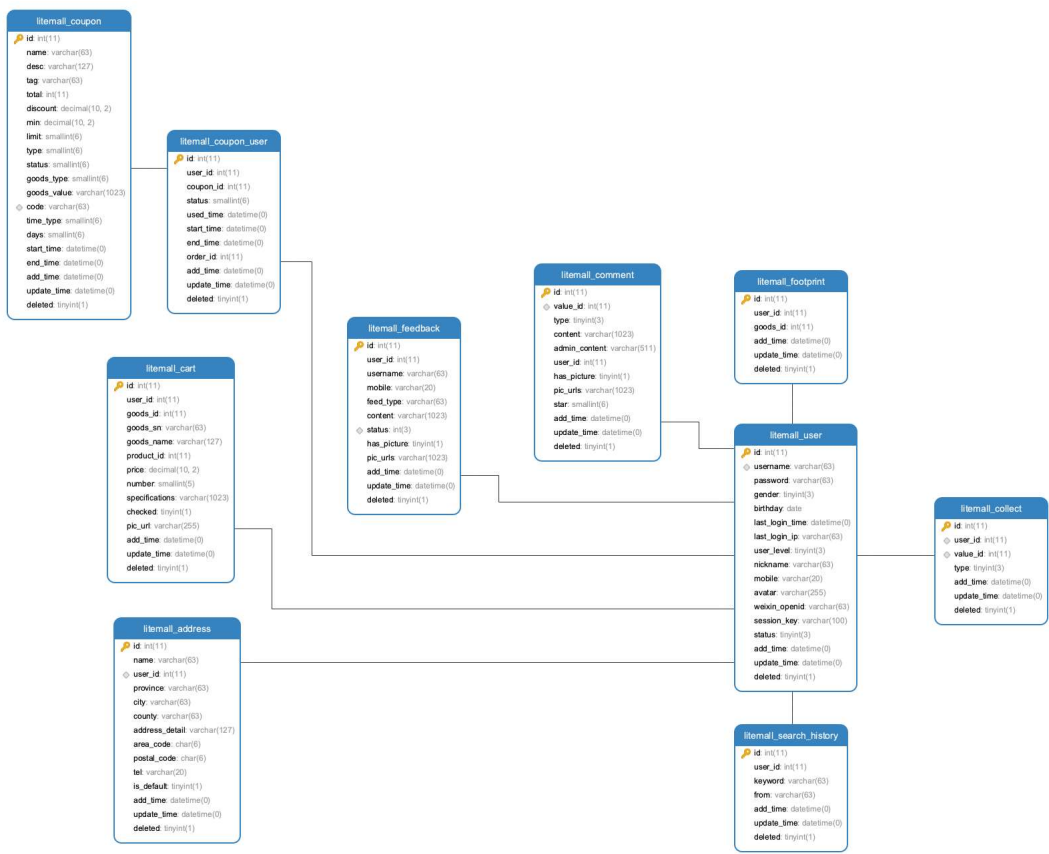 litemall_coupon
id: int(11)
name: varchar(63)
desc: varchar(127)
tag: varchar(63)
total: int(11)
discount: decimal(10, 2)
min: decimal(10, 2)
limit: smallint(6)
type: smallint(6)
status: smallint(6)
goods_type: smallint(6)
goods_value: varchar(1023)
code: varchar(63)
time_type: smallint(6)
days: smallint(6)
start_time: datetime(0)
end_time: datetime(0)
add_time: datetime(0)
update_time: datetime(0)
deleted: tinyint(1)
litemall_coupon_user
id: int(11)
user_id: int(11)
coupon_id: int(11)
status: smallint(6)
used_time: datetime(0)
start_time: datetime(0)
end_time: datetime(0)
order_id: int(11)
add_time: datetime(0)
update_time: datetime(0)
deleted: tinyint(1)
litemall_feedback
id: int(11)
user_id: int(11)
username: varchar(63)
mobile: varchar(20)
feed_type: varchar(63)
content: varchar(1023)
status: int(3)
has_picture: tinyint(1)
pic_urls: varchar(1023)
add_time: datetime(0)
update_time: datetime(0)
deleted: tinyint(1)
litemall_comment
id: int(11)
value_id: int(11)
type: tinyint(3)
content: varchar(1023)
admin_content: varchar(511)
user_id: int(11)
has_picture: tinyint(1)
pic_urls: varchar(1023)
star: smallint(6)
add_time: datetime(0)
update_time: datetime(0)
deleted: tinyint(1)
litemall_footprint
id: int(11)
user_id: int(11)
goods_id: int(11)
add_time: datetime(0)
update_time: datetime(0)
deleted: tinyint(1)
litemall_cart
id: int(11)
user_id: int(11)
goods_id: int(11)
goods_sn: varchar(63)
goods_name: varchar(127)
product_id: int(11)
price: decimal(10, 2)
number: smallint(5)
specifications: varchar(1023)
checked: tinyint(1)
pic_url: varchar(255)
add_time: datetime(0)
update_time: datetime(0)
deleted: tinyint(1)
litemall_user
id: int(11)
username: varchar(63)
password: varchar(63)
gender: tinyint(3)
birthday: date
last_login_time: datetime(0)
last_login_ip: varchar(63)
user_level: tinyint(3)
nickname: varchar(63)
mobile: varchar(20)
avatar: varchar(255)
weixin_openid: varchar(63)
session_key: varchar(100)
status: tinyint(3)
add_time: datetime(0)
update_time: datetime(0)
deleted: tinyint(1)
litemall_collect
id: int(11)
user_id: int(11)
value_id: int(11)
type: tinyint(3)
add_time: datetime(0)
update_time: datetime(0)
deleted: tinyint(1)
litemall_address
id: int(11)
name: varchar(63)
user_id: int(11)
province: varchar(63)
city: varchar(63)
county: varchar(63)
address_detail: varchar(127)
area_code: char(6)
postal_code: char(6)
tel: varchar(20)
is_default: tinyint(1)
add_time: datetime(0)
update_time: datetime(0)
deleted: tinyint(1)
litemall_search_history
id: int(11)
user_id: int(11)
keyword: varchar(63)
from: varchar(63)
add_time: datetime(0)
update_time: datetime(0)
deleted: tinyint(1)